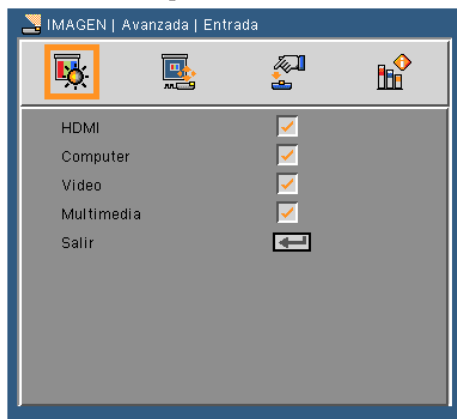 IMAGEN | Avanzada | Entrada
HDMI
Computer
Video
Multimedia
Salir